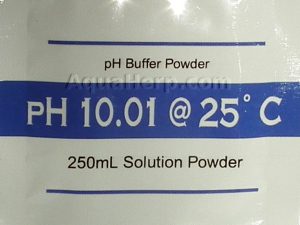 pH Buffer Powder
AquaHerp.com
PH 10.01 @ 25° C
250mL Solution Powder